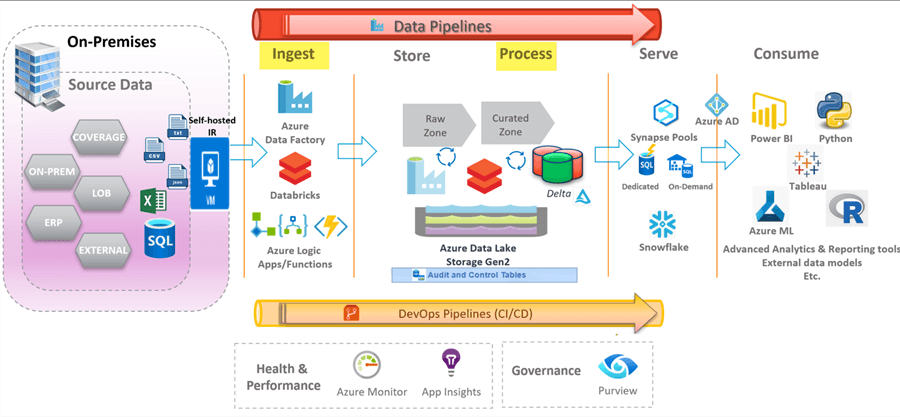 Data Pipelines
On-Premises
Ingest
Store
Process
Serve
Consume
Source Data
COVERAGE
ON-PREM
LOB
ERP
EXTERNAL
txt
csv
json
SQL
Self-hosted
IR
VM
Azure
Data Factory
Databricks
Azure Logic
Apps/Functions
Raw
Zone
Curated
Zone
Delta
Azure Data Lake
Storage Gen2
Audit and Control Tables
Azure AD
Synapse Pools
SQL
SQL
Dedicated
On-Demand
Snowflake
Power BI
Python
Tableau
Azure ML
R
Advanced Analytics & Reporting tools
External data models
Etc.
DevOps Pipelines (CI/CD)
Health &
Performance
Azure Monitor
App Insights
Governance
Purview